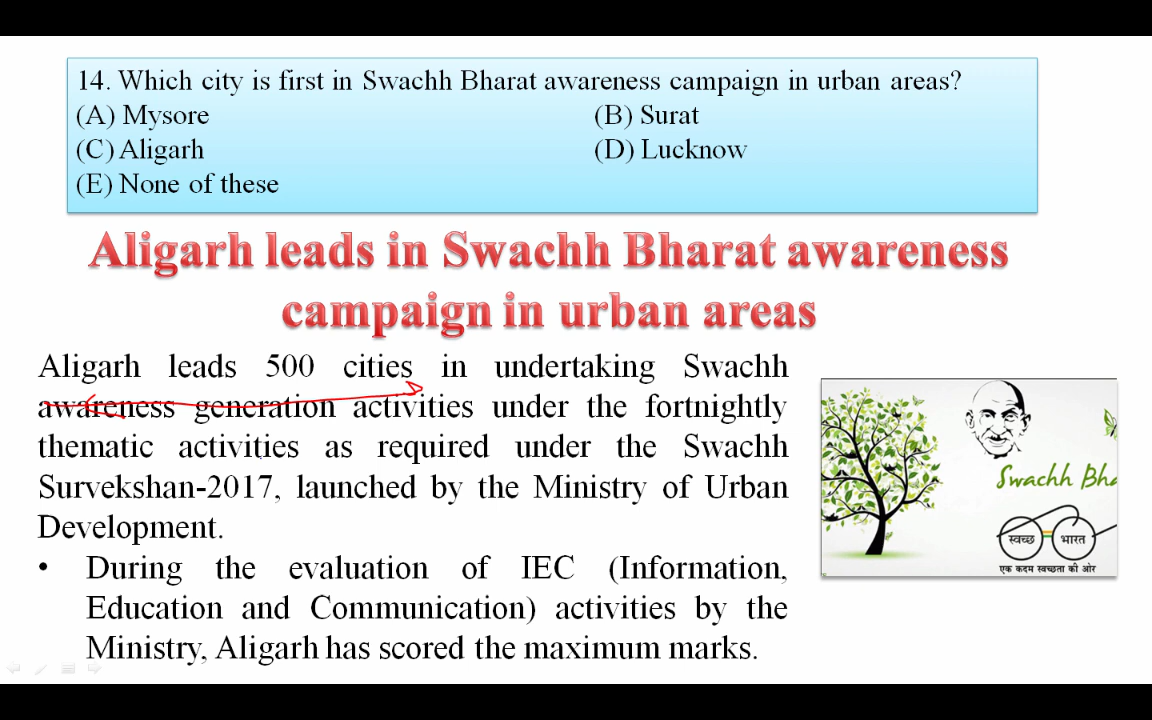 14. Which city is first in Swachh Bharat awareness campaign in urban areas?
(A) Mysore (B) Surat
(C) Aligarh (D) Lucknow
(E) None of these
Aligarh leads in Swachh Bharat awareness
campaign in urban areas
Aligarh leads 500 cities in undertaking Swachh
awareness generation activities under the fortnightly
thematic activities as required under the Swachh
Survekshan-2017, launched by the Ministry of Urban
Development.
• During the evaluation of IEC (Information,
Education and Communication) activities by the
Ministry, Aligarh has scored the maximum marks.
Swachh Bha
स्वच्छ भारत
एक कदम स्वच्छता की ओर